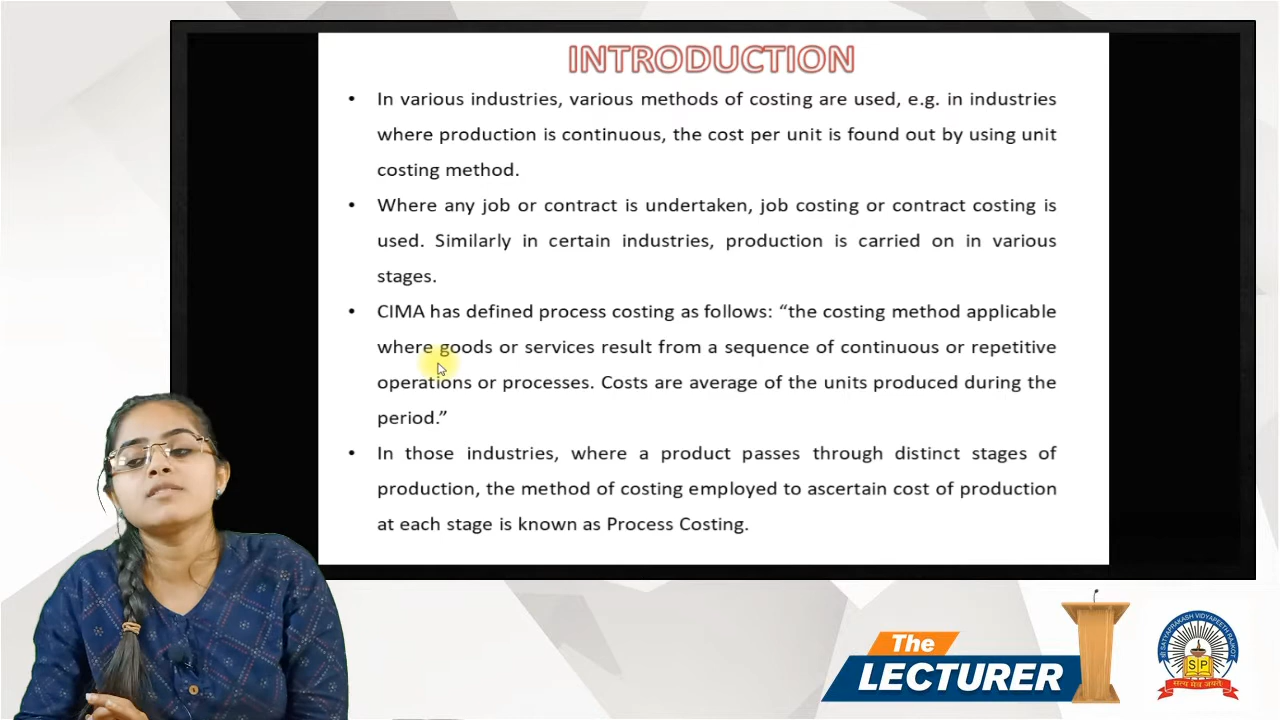 INTRODUCTION
• In various industries, various methods of costing are used, e.g. in industries
where production is continuous, the cost per unit is found out by using unit
costing method.
• Where any job or contract is undertaken, job costing or contract costing is
used. Similarly in certain industries, production is carried on in various
stages.
• CIMA has defined process costing as follows: “the costing method applicable
where goods or services result from a sequence of continuous or repetitive
operations or processes. Costs are average of the units produced during the
period.”
• In those industries, where a product passes through distinct stages of
production, the method of costing employed to ascertain cost of production
at each stage is known as Process Costing.
The
LECTURER
SATYAPRAKASH VIDYAPEETH RAJKOT
SP
सत्य मेव जयते